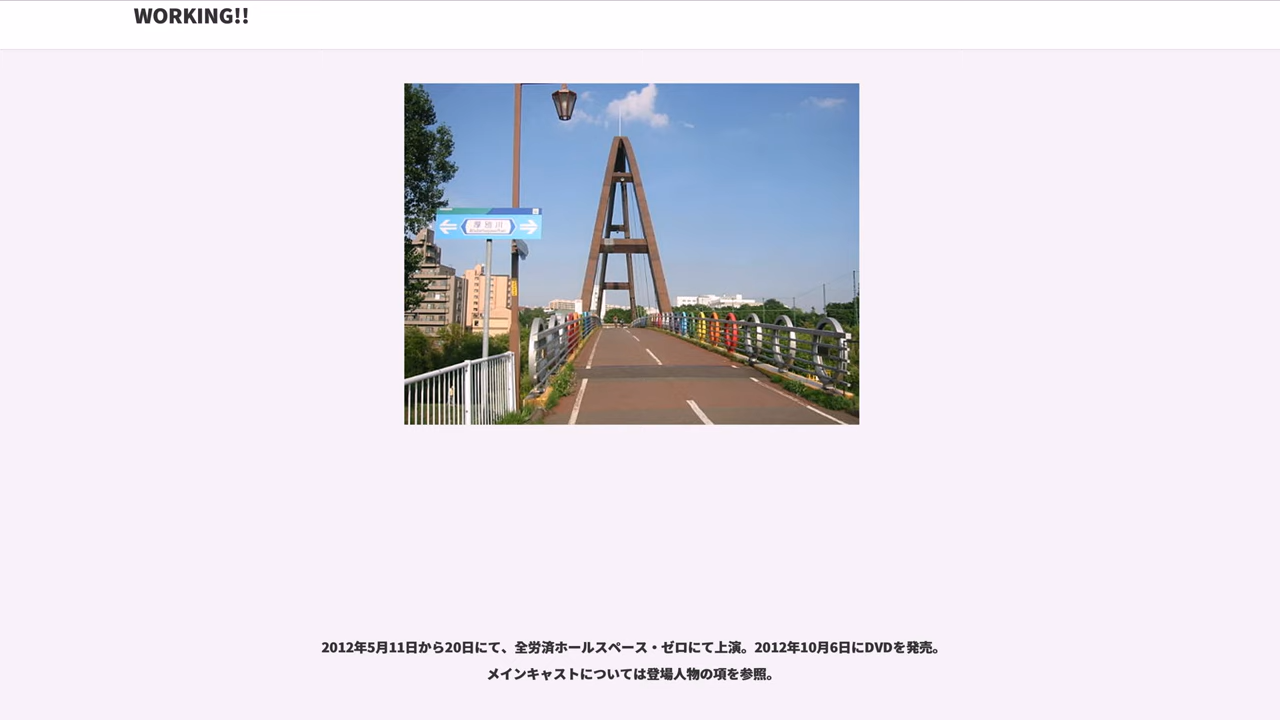 WORKING!!
厚別川
2012年5月11日から20日にて、全労済ホールスペース・ゼロにて上演。2012年10月6日にDVDを発売。
メインキャストについては登場人物の項を参照。